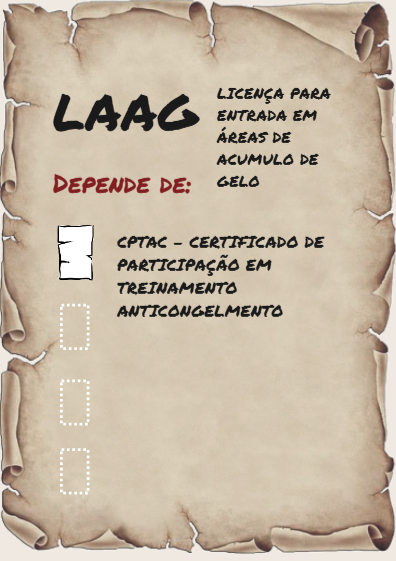 LAAG
LICENÇA PARA
ENTRADA EM
ÁREAS DE
ACUMULO DE
GELO
DEPENDE DE:
CPTAC – CERTIFICADO DE
PARTICIPAÇÃO EM
TREINAMENTO
ANTICONGELMENTO